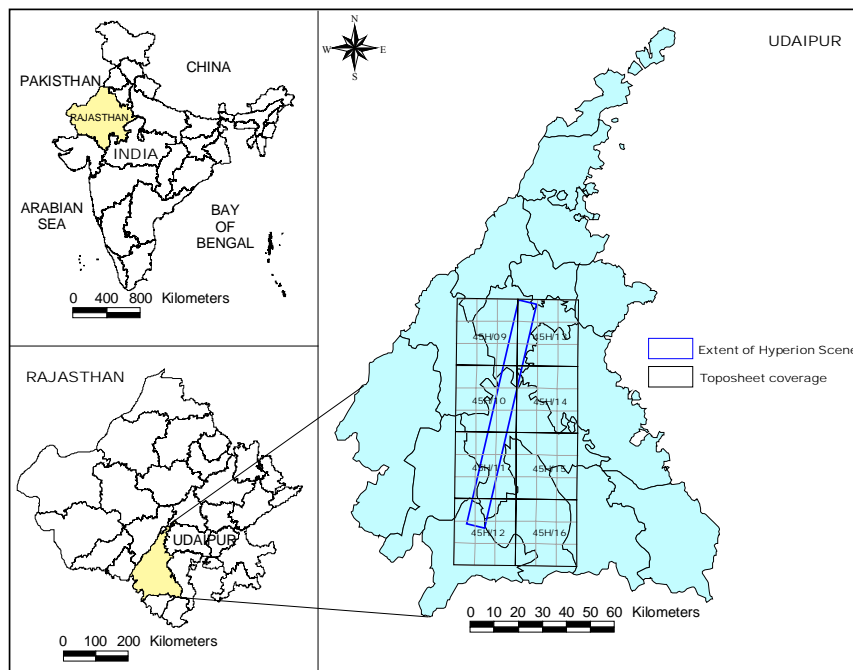 PAKISTHAN
CHINA
RAJASTHAN
INDIA
ARABIAN
SEA
BAY
OF
BENGAL
0 400 800 Kilometers
RAJASTHAN
UDAIPUR
0 100 200 Kilometers
N
W E
S
UDAIPUR
45H/09 45H/13
45H/10 45H/14
45H/11 45H/15
45H/12 45H/16
Extent of Hyperion Scene
Toposheet coverage
0 10 20 30 40 50 60 Kilometers